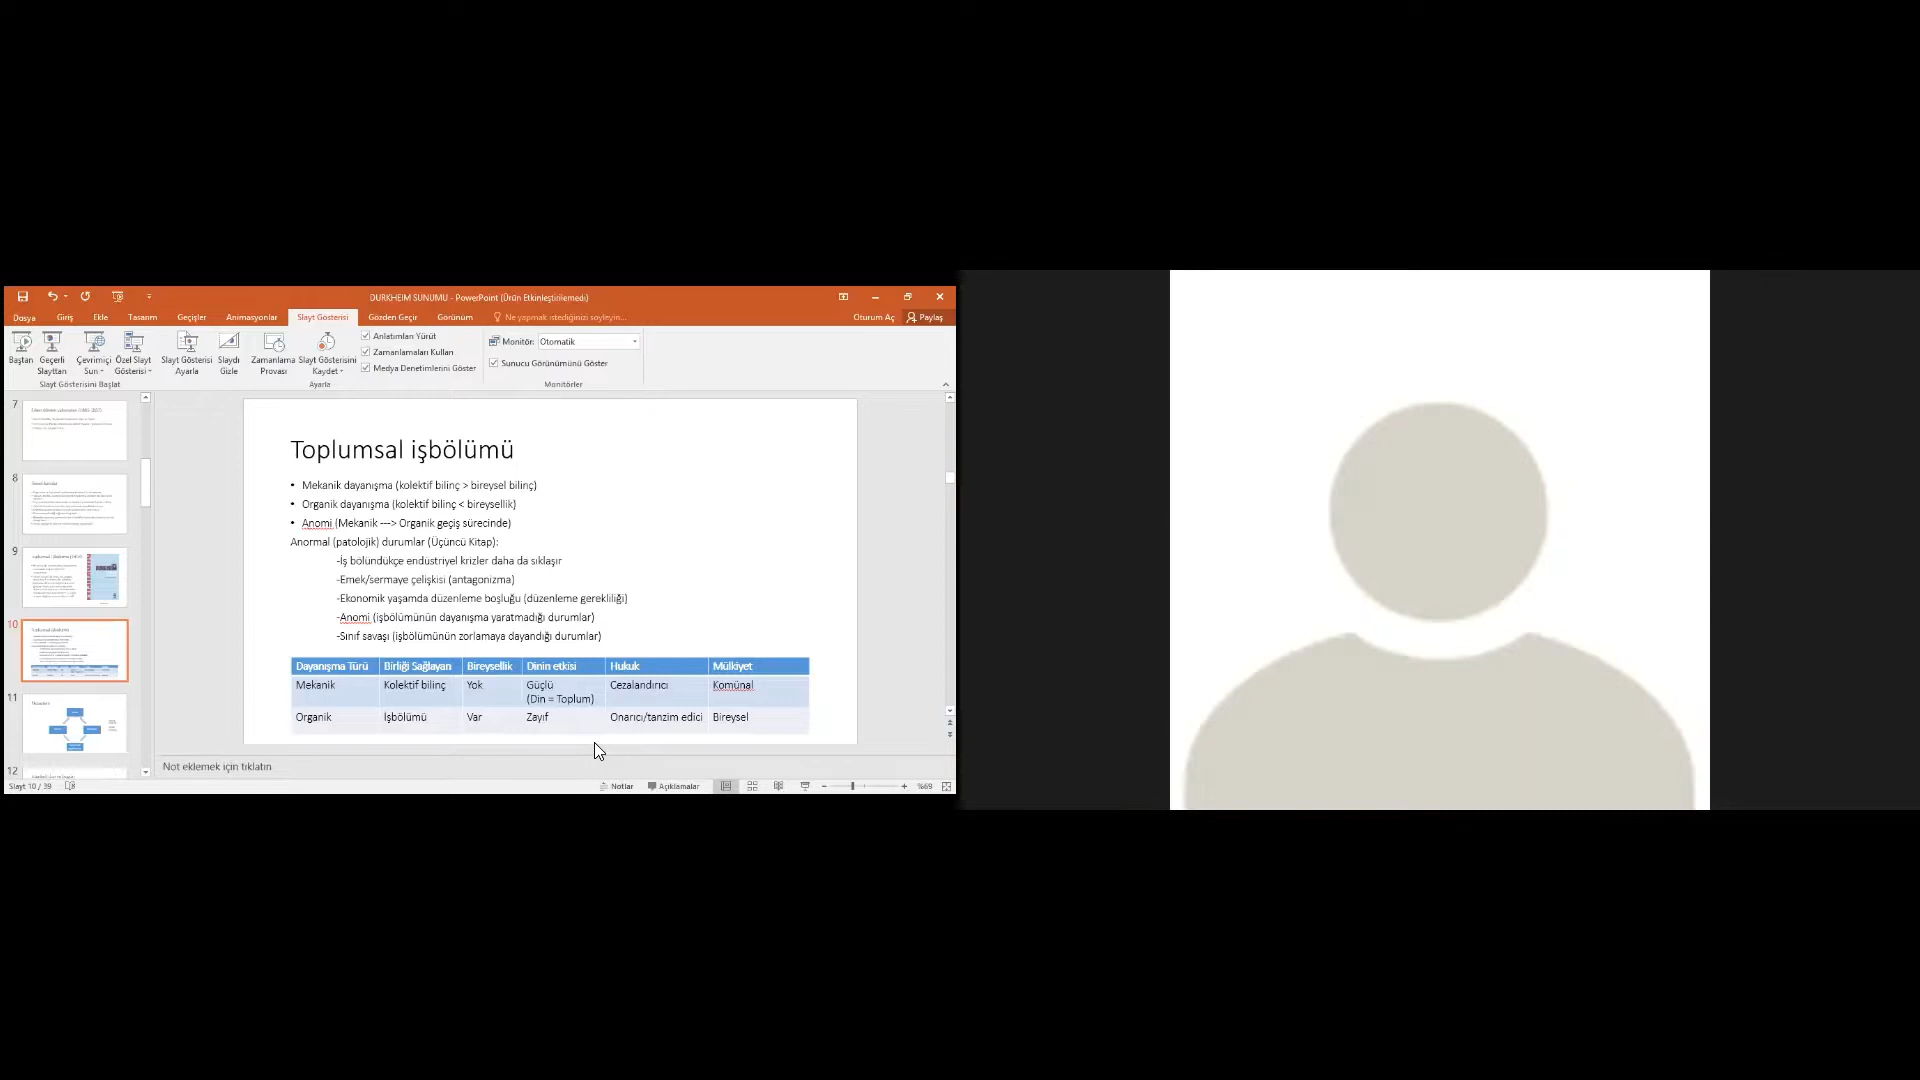 DURKHEIM SUNUMU - PowerPoint (Ürün Etkinleştirilemedi)
Dosya Giriş Ekle Tasarım Geçişler Animasyonlar Slayt Gösterisi Gözden Geçir Görünüm Ne yapmak istediğinizi söyleyin... Oturum Aç Paylaş
Baştan
Geçerli Slayttan
Çevrimiçi Sun
Özel Slayt Gösterisi
Slayt Gösterisi Ayarla
Slaydı Gizle
Zamanlama Provası
Slayt Gösterisini Kaydet
Anlatımları Yürüt
Zamanlamaları Kullan
Medya Denetimlerini Göster
Monitör: Otomatik
Sunucu Görünümünü Göster
Slayt Gösterisini Başlat Ayarla Monitörler
7
8
9
10
11
12
Toplumsal işbölümü
• Mekanik dayanışma (kolektif bilinç > bireysel bilinç)
• Organik dayanışma (kolektif bilinç < bireysellik)
• Anomi (Mekanik ---> Organik geçiş sürecinde)
Anormal (patolojik) durumlar (Üçüncü Kitap):
-İş bölündükçe endüstriyel krizler daha da sıklaşır
-Emek/sermaye çelişkisi (antagonizma)
-Ekonomik yaşamda düzenleme boşluğu (düzenleme gerekliliği)
-Anomi (işbölümünün dayanışma yaratmadığı durumlar)
-Sınıf savaşı (işbölümünün zorlamaya dayandığı durumlar)
Dayanışma Türü Birliği Sağlayan Bireysellik Dinin etkisi Hukuk Mülkiyet
Mekanik Kolektif bilinç Yok Güçlü Cezalandırıcı Komünal
(Din = Toplum)
Organik İşbölümü Var Zayıf Onarıcı/tanzim edici Bireysel
Not eklemek için tıklatın
Slayt 10 / 39 Notlar Açıklamalar %69